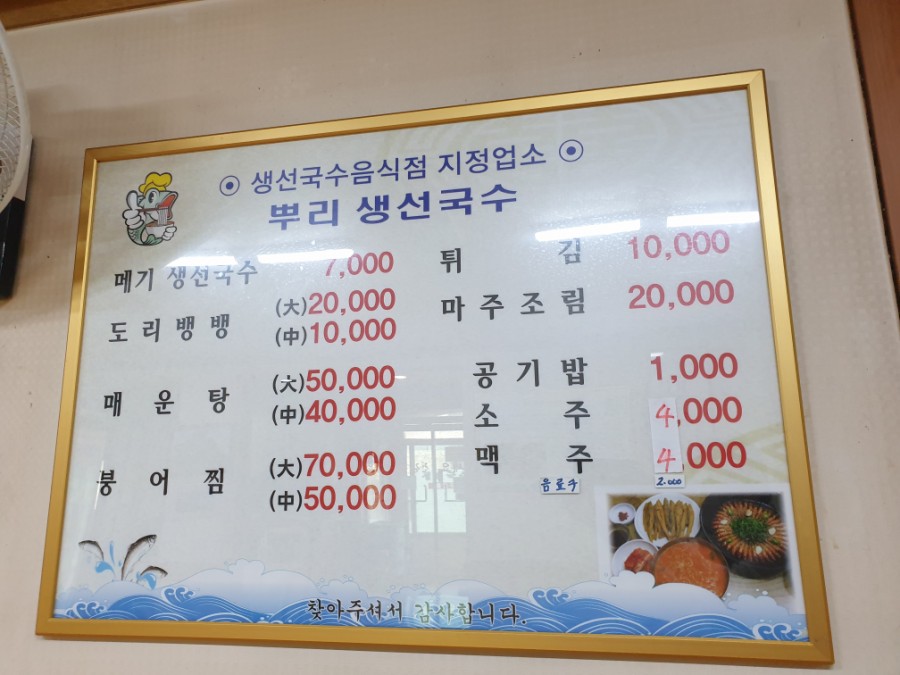 ⊙ 생선국수음식점 지정업소 ⊙
뿌리 생선국수
메기 생선국수 7,000
도리뱅뱅 (大)20,000
(中)10,000
매운탕 (大)50,000
(中)40,000
붕어찜 (大)70,000
(中)50,000
튀김 10,000
마주조림 20,000
공기밥 1,000
소주 4,000
맥주 4,000
음료수 2.000
찾아주셔서 감사합니다.